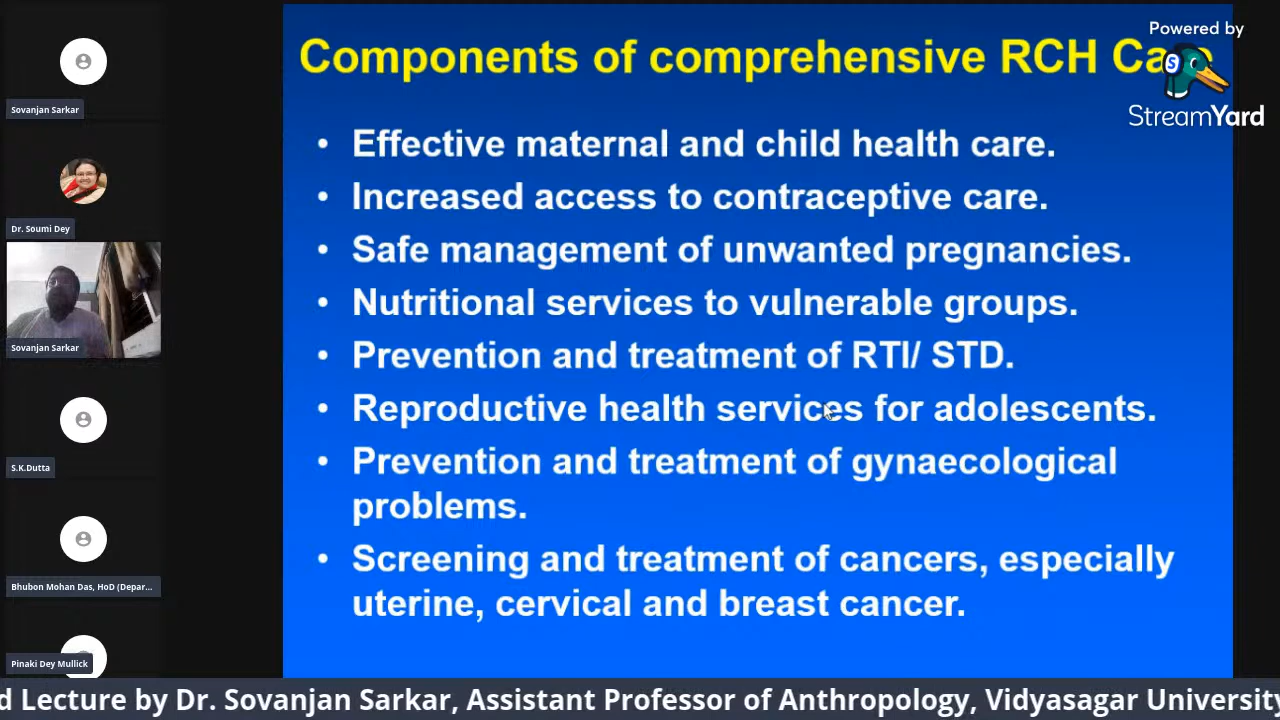 Sovanjan Sarkar
Dr. Soumi Dey
Sovanjan Sarkar
S.K.Dutta
Bhubon Mohan Das, HoD (Depar...
Pinaki Dey Mullick
Components of comprehensive RCH Ca
Powered by
S
StreamYard
• Effective maternal and child health care.
• Increased access to contraceptive care.
• Safe management of unwanted pregnancies.
• Nutritional services to vulnerable groups.
• Prevention and treatment of RTI/ STD.
• Reproductive health services for adolescents.
• Prevention and treatment of gynaecological
problems.
• Screening and treatment of cancers, especially
uterine, cervical and breast cancer.
d Lecture by Dr. Sovanjan Sarkar, Assistant Professor of Anthropology, Vidyasagar University